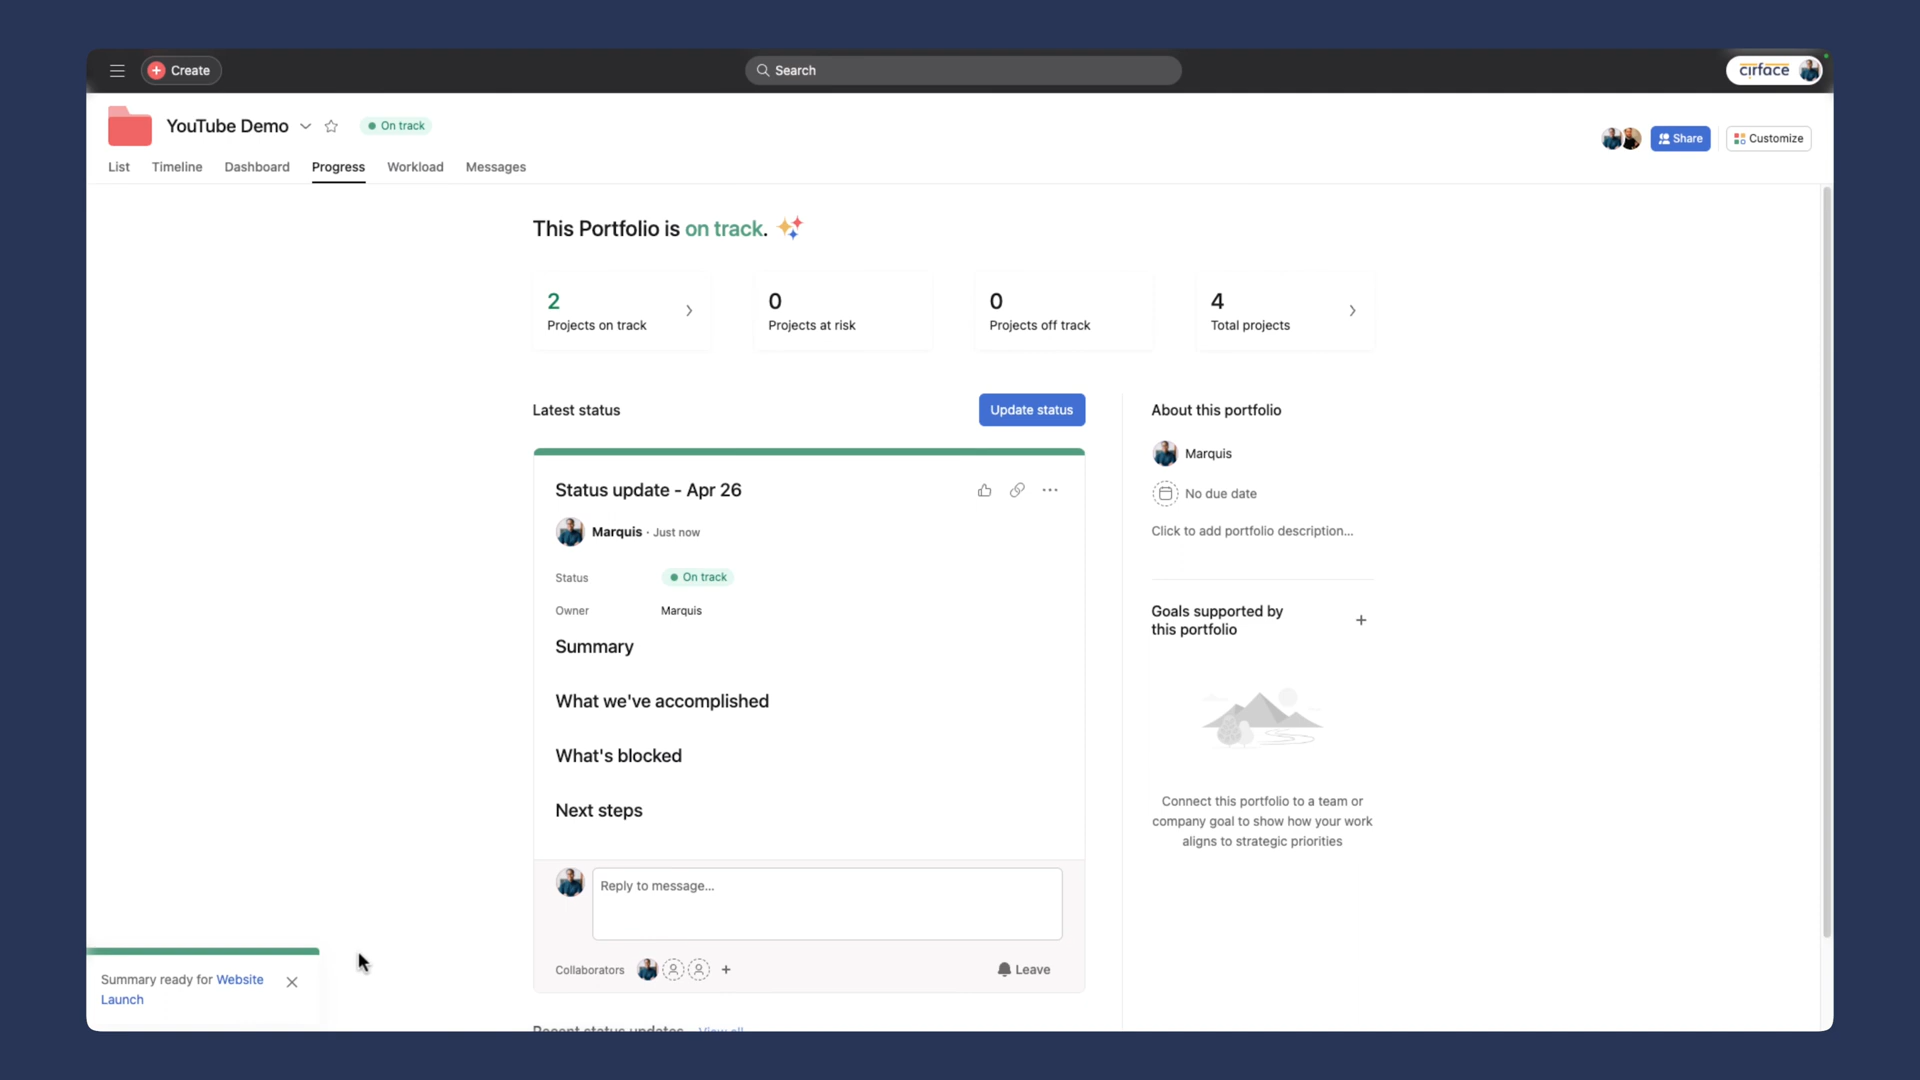 Create
Search
cirface
YouTube Demo
On track
Share
Customize
List
Timeline
Dashboard
Progress
Workload
Messages
This Portfolio is on track.
2
Projects on track
0
Projects at risk
0
Projects off track
4
Total projects
Latest status
Update status
Status update - Apr 26
Marquis · Just now
Status
On track
Owner
Marquis
Summary
What we've accomplished
What's blocked
Next steps
Reply to message...
Collaborators
Leave
Recent status updates
View all
About this portfolio
Marquis
No due date
Click to add portfolio description...
Goals supported by
this portfolio
Connect this portfolio to a team or
company goal to show how your work
aligns to strategic priorities
Summary ready for Website
Launch